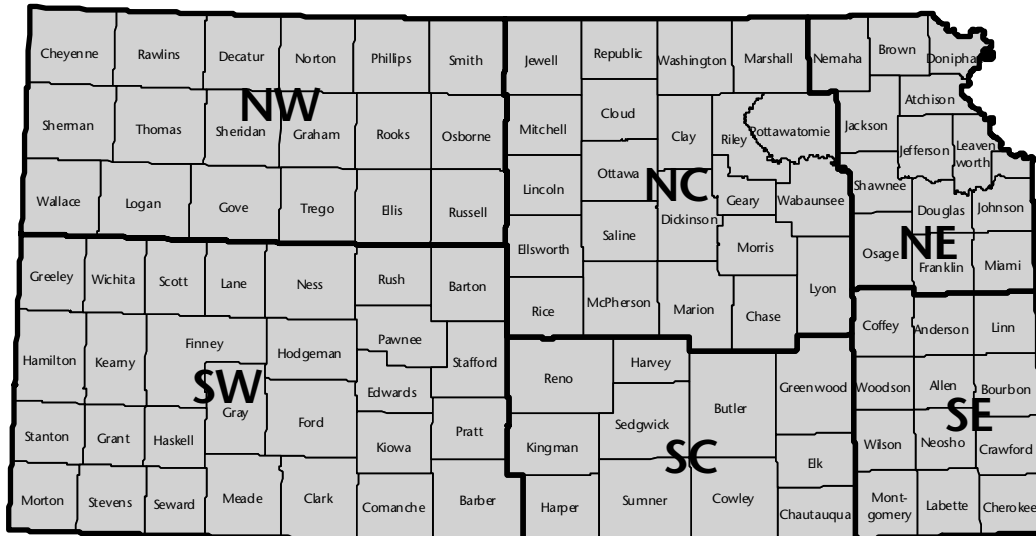 Cheyenne Rawlins Decatur Norton Phillips Smith Jewell Republic Washington Marshall Nemaha Brown Doniphan
NW
Sherman Thomas Sheridan Graham Rooks Osborne Mitchell Cloud Clay Riley Pottawatomie Jackson Atchison
Jefferson Leaven
worth
NC
Wallace Logan Gove Trego Ellis Russell Lincoln Ottawa Dickinson Geary Wabaunsee Shawnee Douglas Johnson
NE
Saline Morris Osage Franklin Miami
Greeley Wichita Scott Lane Ness Rush Barton Ellsworth
Rice McPherson Marion Chase Lyon
Hamilton Kearny Finney Hodgeman Pawnee Stafford Coffey Anderson Linn
SW
Gray Edwards Reno Harvey Butler Greenwood Woodson Allen Bourbon
SE
Stanton Grant Haskell Ford Kiowa Pratt Kingman Sedgwick Wilson Neosho Crawford
SC
Elk
Morton Stevens Seward Meade Clark Comanche Barber Harper Sumner Cowley Chautauqua Mont-
gomery Labette Cherokee